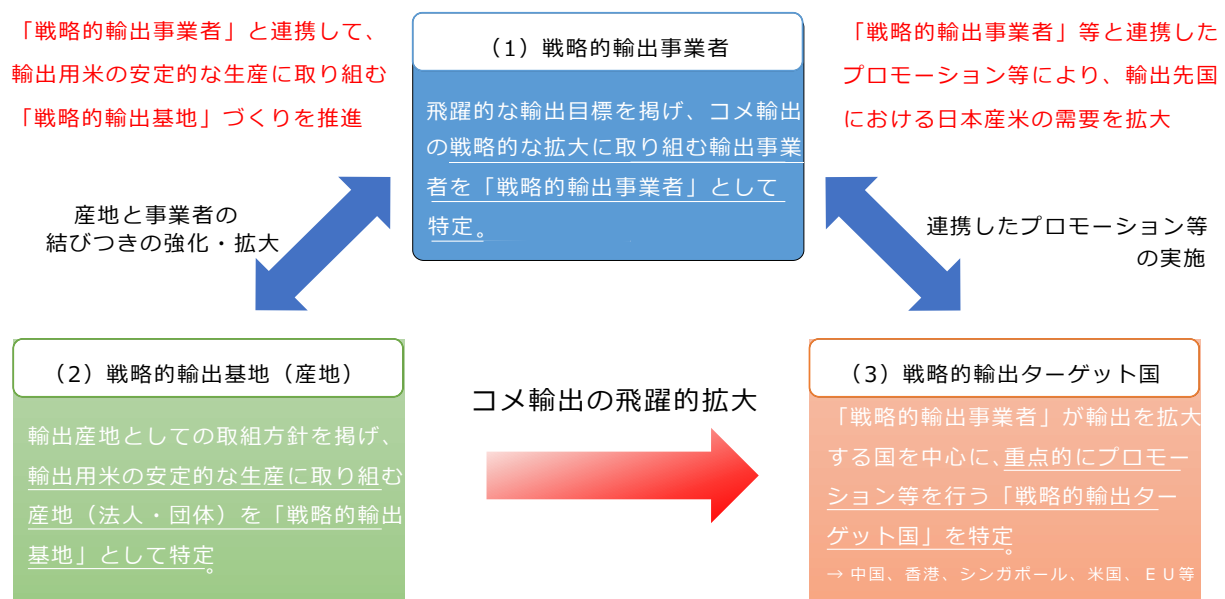 「戦略的輸出事業者」と連携して、
輸出用米の安定的な生産に取り組む
「戦略的輸出基地」づくりを推進
（1）戦略的輸出事業者
飛躍的な輸出目標を掲げ、コメ輸出
の戦略的な拡大に取り組む輸出事業
者を「戦略的輸出事業者」として
特定。
「戦略的輸出事業者」等と連携した
プロモーション等により、輸出先国
における日本産米の需要を拡大
産地と事業者の
結びつきの強化・拡大
連携したプロモーション等
の実施
（2）戦略的輸出基地（産地）
輸出産地としての取組方針を掲げ、
輸出用米の安定的な生産に取り組む
産地（法人・団体）を「戦略的輸出
基地」として特定。
コメ輸出の飛躍的拡大
（3）戦略的輸出ターゲット国
「戦略的輸出事業者」が輸出を拡大
する国を中心に、重点的にプロモー
ション等を行う「戦略的輸出ター
ゲット国」を特定。
→ 中国、香港、シンガポール、米国、ＥＵ等